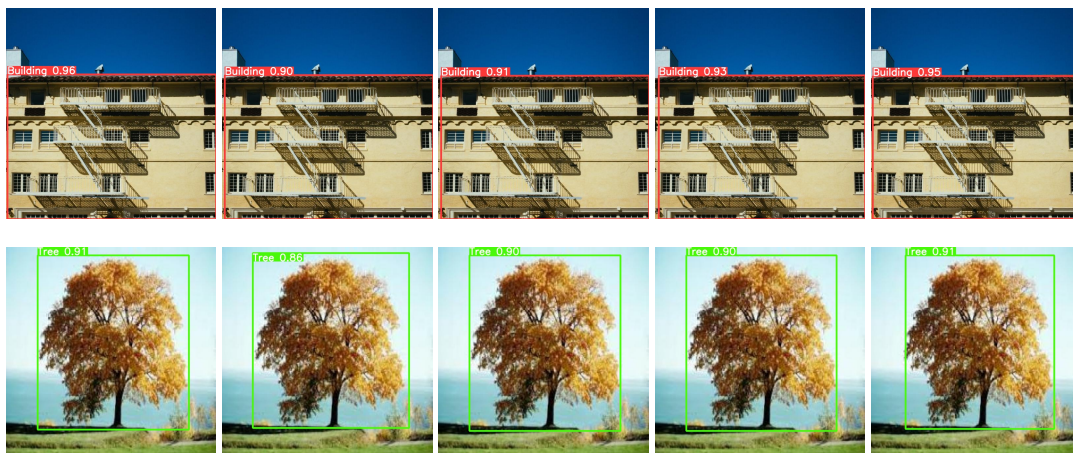 Building 0.96
Building 0.90
Building 0.91
Building 0.93
Building 0.95
Tree 0.91
Tree 0.86
Tree 0.90
Tree 0.90
Tree 0.91